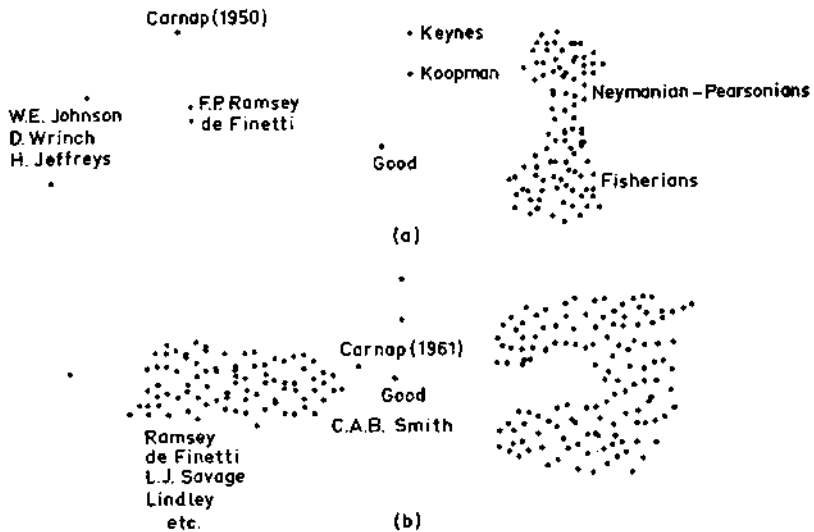 Carnap (1950)
Keynes
Koopman
Neymanian-Pearsonians
W.E. Johnson
D. Wrinch
H. Jeffreys
F.P. Ramsey
de Finetti
Good
Fisherians
(a)
Carnap (1961)
Good
C.A.B. Smith
Ramsey
de Finetti
L.J. Savage
Lindley
etc.
(b)